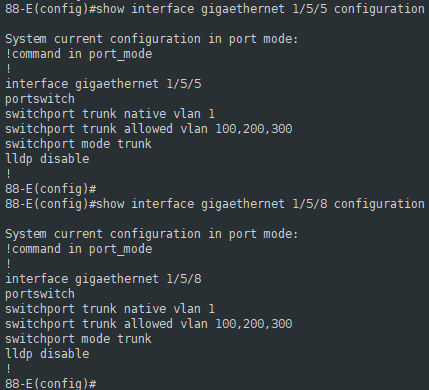 88-E(config)#show interface gigaethernet 1/5/5 configuration
System current configuration in port mode:
!command in port_mode
!
interface gigaethernet 1/5/5
portswitch
switchport trunk native vlan 1
switchport trunk allowed vlan 100,200,300
switchport mode trunk
lldp disable
!
88-E(config)#
88-E(config)#show interface gigaethernet 1/5/8 configuration
System current configuration in port mode:
!command in port_mode
!
interface gigaethernet 1/5/8
portswitch
switchport trunk native vlan 1
switchport trunk allowed vlan 100,200,300
switchport mode trunk
lldp disable
!
88-E(config)#